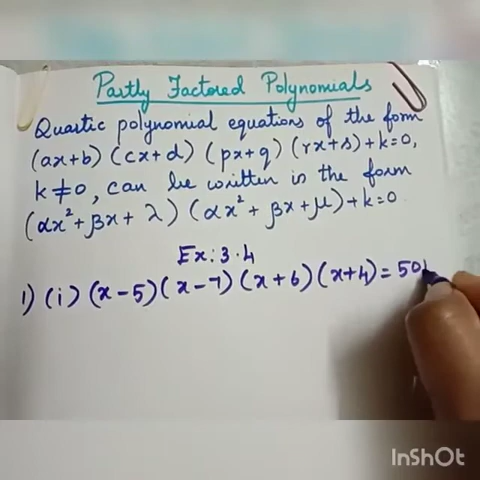 Partly Factored Polynomials
Quartic polynomial equations of the form
(ax+b) (cx+d) (px+q) (rx+s)+k=0,
k≠0, can be written in the form
(αx²+βx+λ) (αx²+βx+μ)+k=0
Ex: 3.4
1) (i) (x-5)(x-7)(x+6)(x+4)=50
InShOt